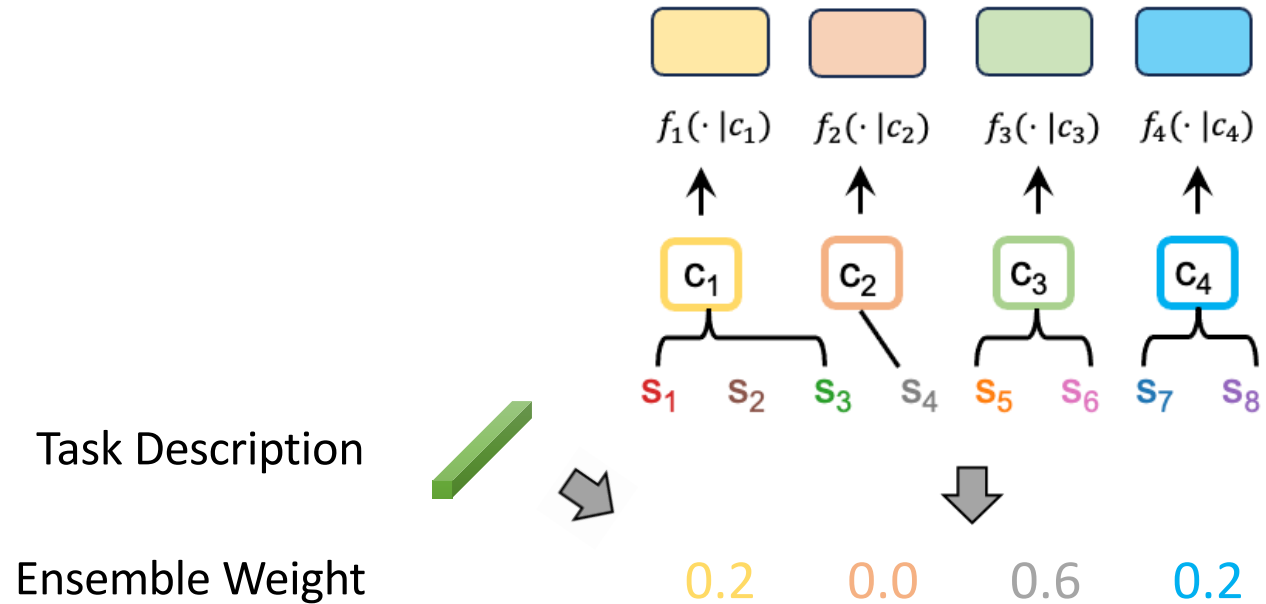 f₁(· |c₁) f₂(· |c₂) f₃(· |c₃) f₄(· |c₄)
C₁ C₂ C₃ C₄
S₁ S₂ S₃ S₄ S₅ S₆ S₇ S₈
Task Description
Ensemble Weight 0.2 0.0 0.6 0.2